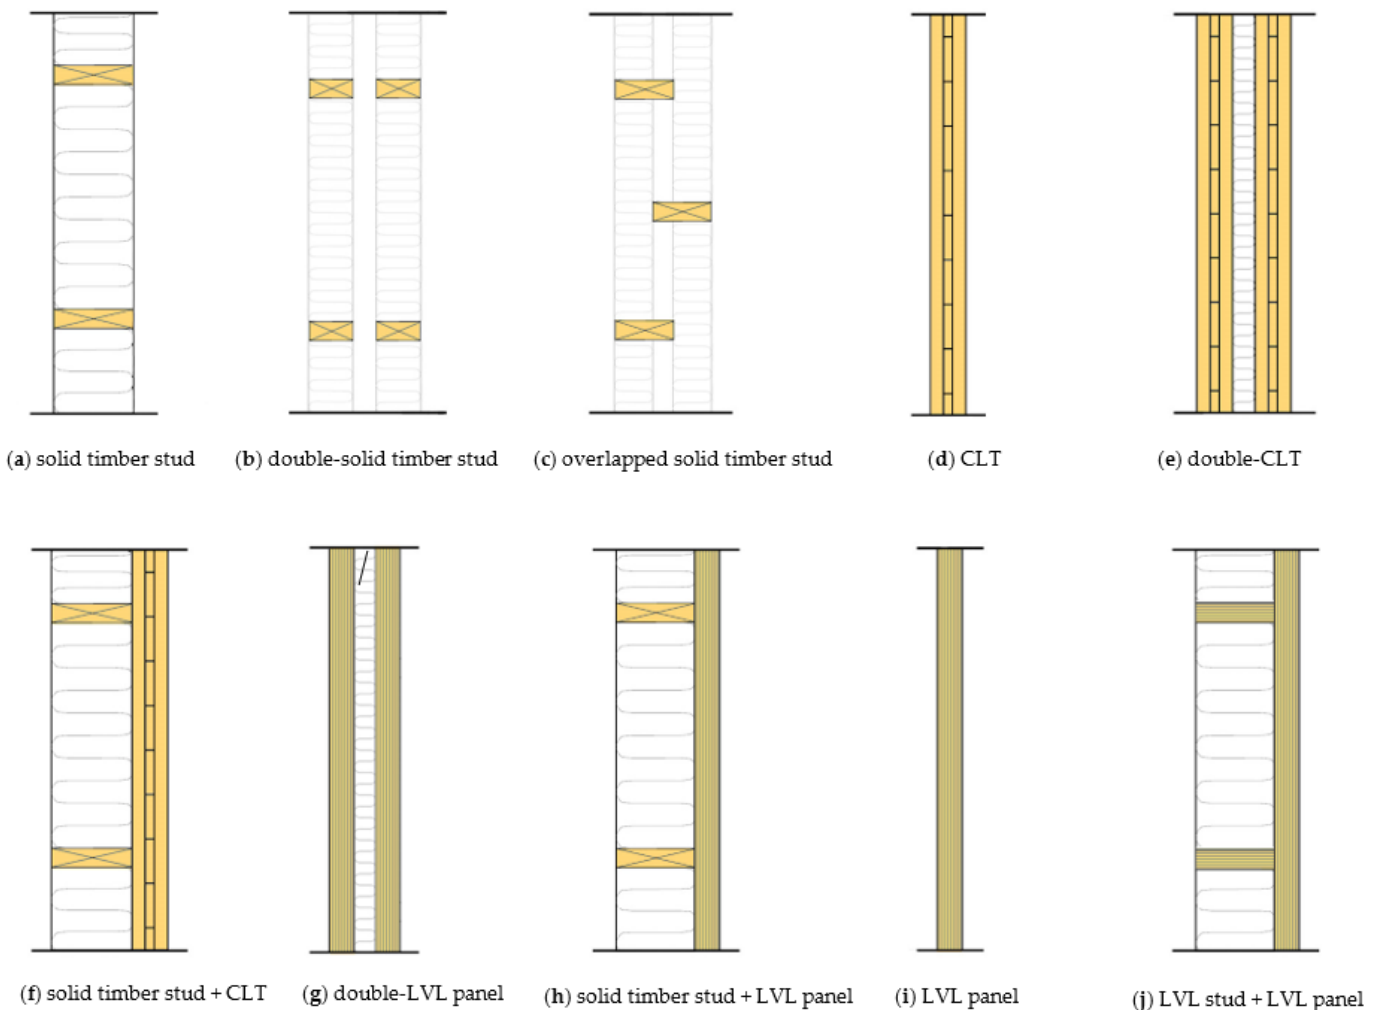 (a) solid timber stud
(b) double-solid timber stud
(c) overlapped solid timber stud
(d) CLT
(e) double-CLT
(f) solid timber stud + CLT
(g) double-LVL panel
(h) solid timber stud + LVL panel
(i) LVL panel
(j) LVL stud + LVL panel